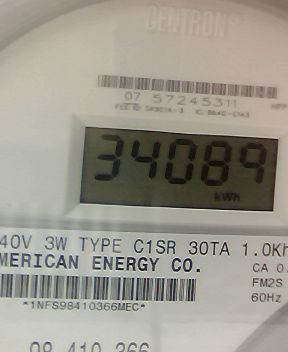 CENTRON®
07 57245311
34089
kWh
40V 3W TYPE C1SR 30TA 1.0Kh
MERICAN ENERGY CO.
CA 0.
FM2S
60Hz
*1NFS98410366MEC*
98 410 366